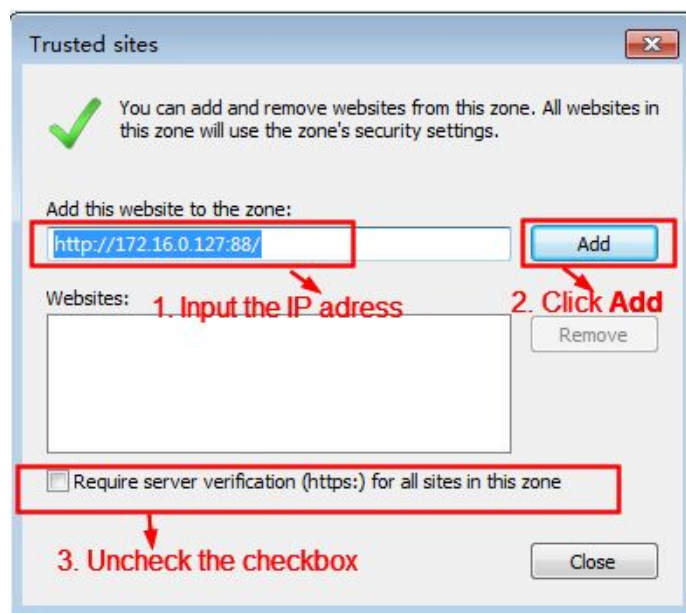 Trusted sites
You can add and remove websites from this zone. All websites in
this zone will use the zone's security settings.
Add this website to the zone:
http://172.16.0.127:88/
Add
Websites:
1. Input the IP adress
2. Click Add
Remove
Require server verification (https:) for all sites in this zone
3. Uncheck the checkbox
Close